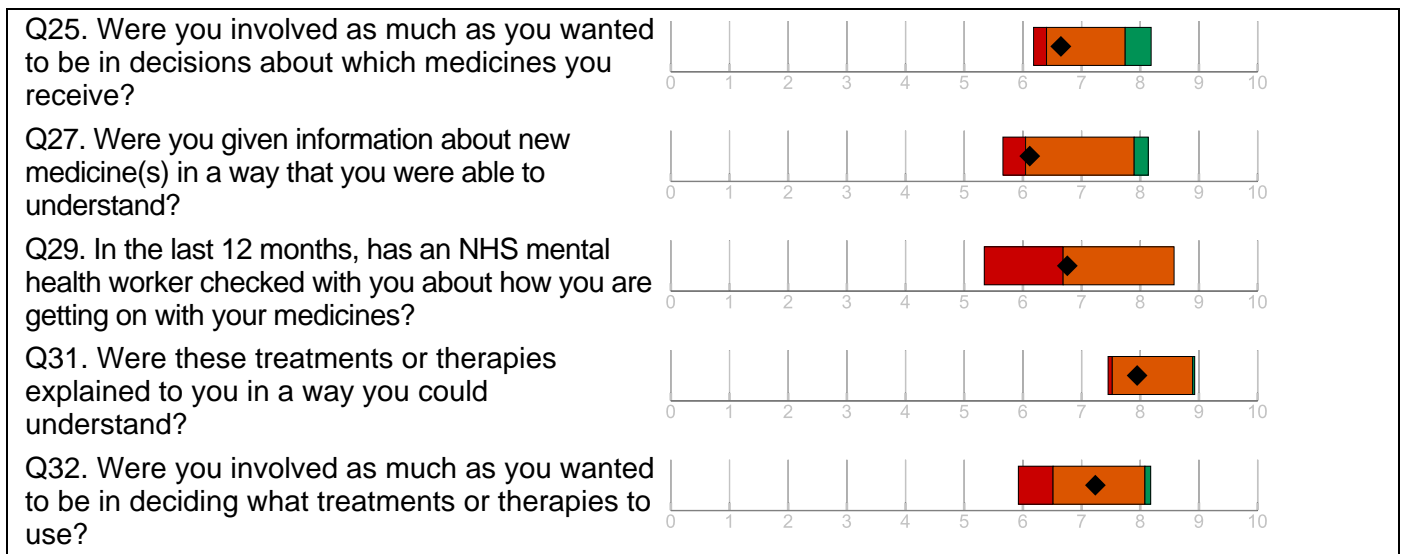 Q25. Were you involved as much as you wanted
to be in decisions about which medicines you
receive?
0 1 2 3 4 5 6 7 8 9 10
Q27. Were you given information about new
medicine(s) in a way that you were able to
understand?
0 1 2 3 4 5 6 7 8 9 10
Q29. In the last 12 months, has an NHS mental
health worker checked with you about how you are
getting on with your medicines?
0 1 2 3 4 5 6 7 8 9 10
Q31. Were these treatments or therapies
explained to you in a way you could
understand?
0 1 2 3 4 5 6 7 8 9 10
Q32. Were you involved as much as you wanted
to be in deciding what treatments or therapies to
use?
0 1 2 3 4 5 6 7 8 9 10